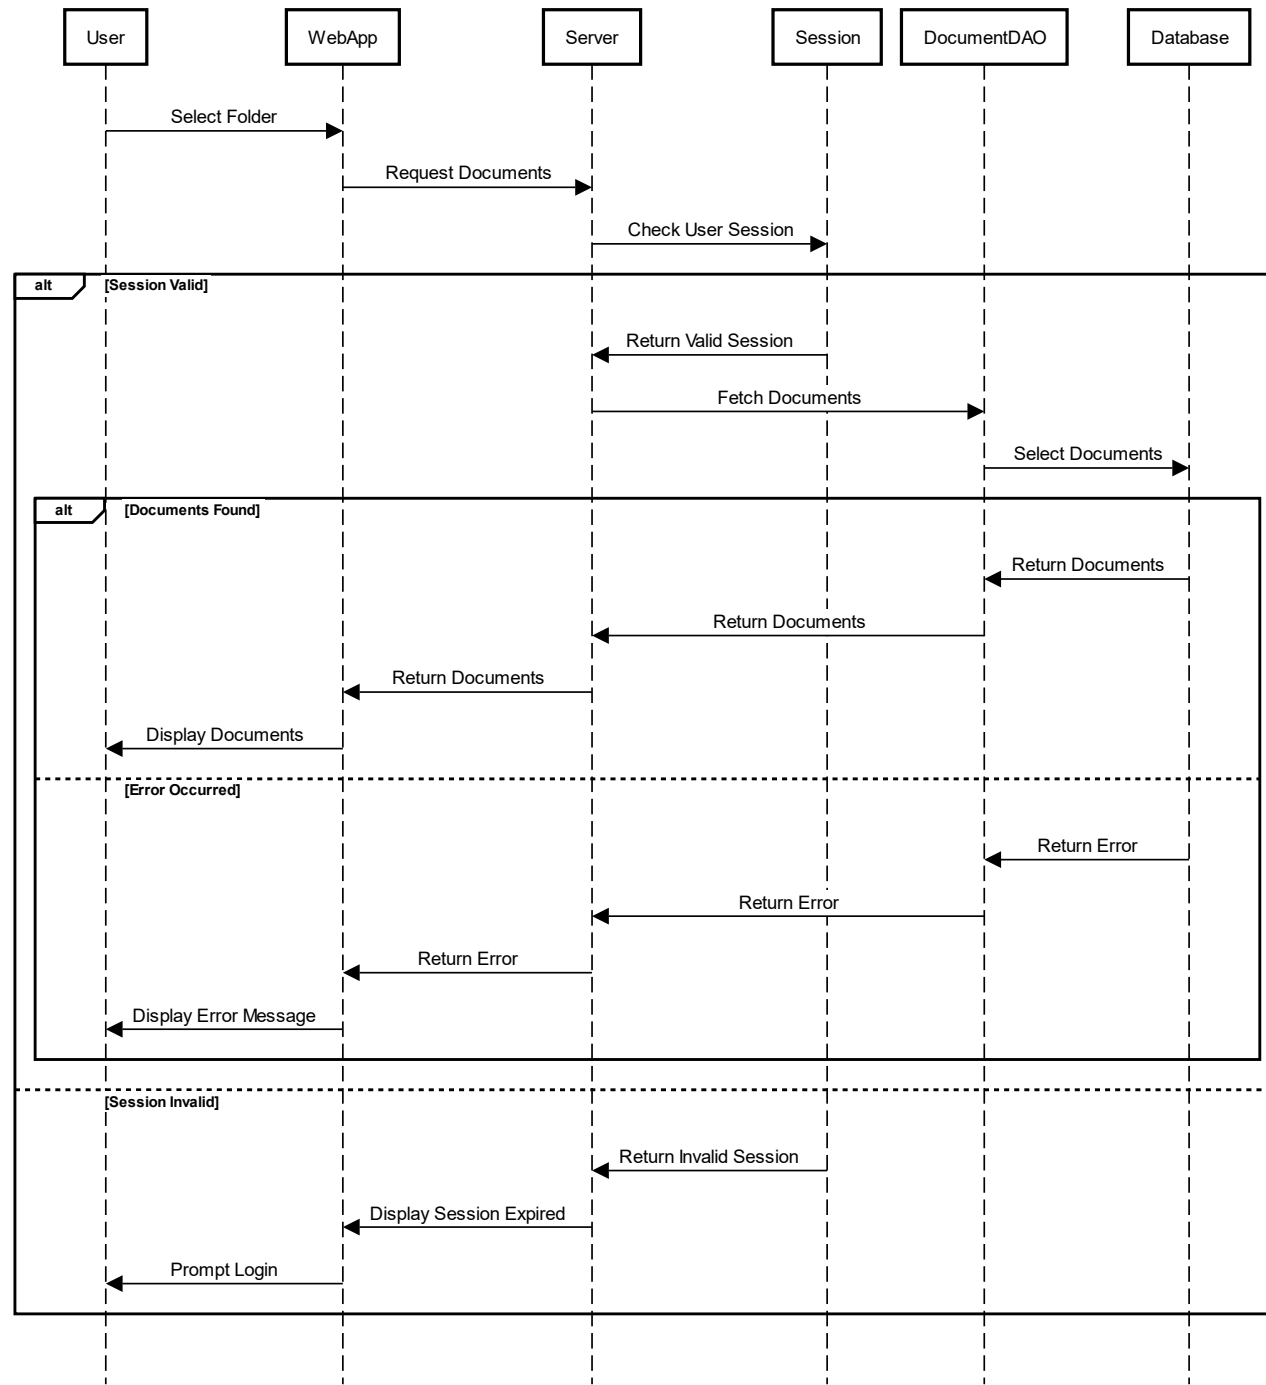 User
WebApp
Server
Session
DocumentDAO
Database
Select Folder
Request Documents
Check User Session
alt
[Session Valid]
Return Valid Session
Fetch Documents
Select Documents
alt
[Documents Found]
Return Documents
Return Documents
Return Documents
Display Documents
[Error Occurred]
Return Error
Return Error
Return Error
Display Error Message
[Session Invalid]
Return Invalid Session
Display Session Expired
Prompt Login